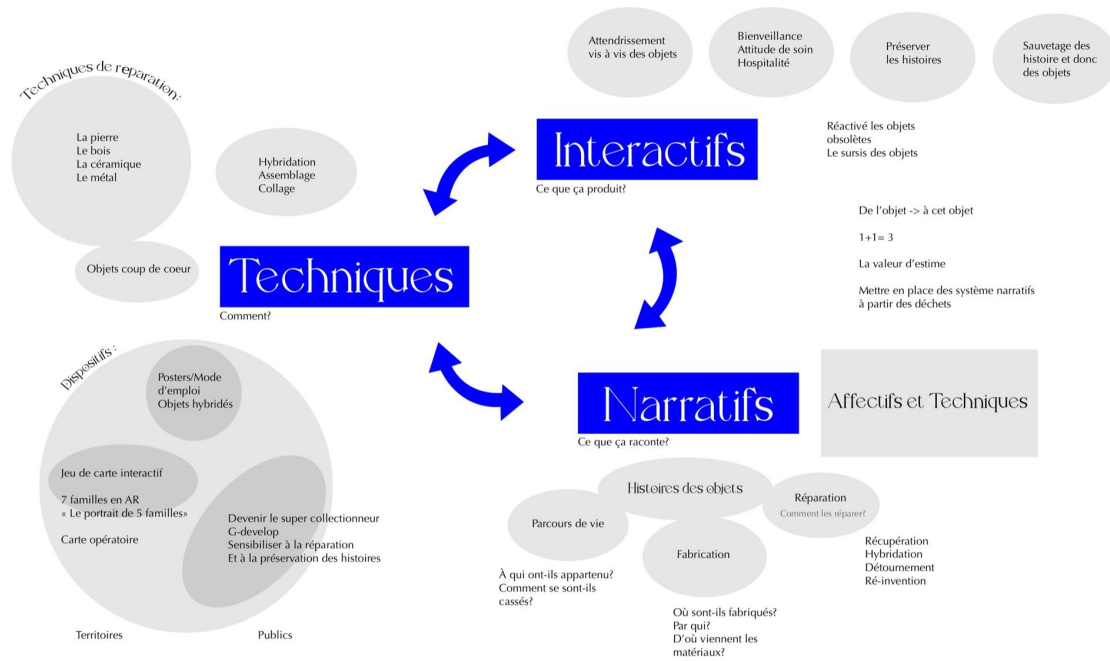 Techniques de reparation:
La pierre
Le bois
La céramique
Le métal
Hybridation
Assemblage
Collage
Objets coup de coeur
Techniques
Comment?
Attendrissement
vis à vis des objets
Bienveillance
Attitude de soin
Hospitalité
Préserver
les histoires
Sauvetage des
histoire et donc
des objets
Interactifs
Ce que ça produit?
Réactivé les objets
obsolètes
Le sursis des objets
De l'objet -> à cet objet
1+1= 3
La valeur d'estime
Mettre en place des système narratifs
à partir des déchets
Dispositifs :
Posters/Mode
d'emploi
Objets hybridés
Jeu de carte interactif
7 familles en AR
« Le portrait de 5 familles»
Carte opératoire
Devenir le super collectionneur
G-develop
Sensibiliser à la réparation
Et à la préservation des histoires
Territoires
Publics
Narratifs
Ce que ça raconte?
Affectifs et Techniques
Histoires des objets
Parcours de vie
À qui ont-ils appartenu?
Comment se sont-ils
cassés?
Fabrication
Où sont-ils fabriqués?
Par qui?
D'où viennent les
matériaux?
Réparation
Comment les réparer?
Récupération
Hybridation
Détournement
Ré-invention